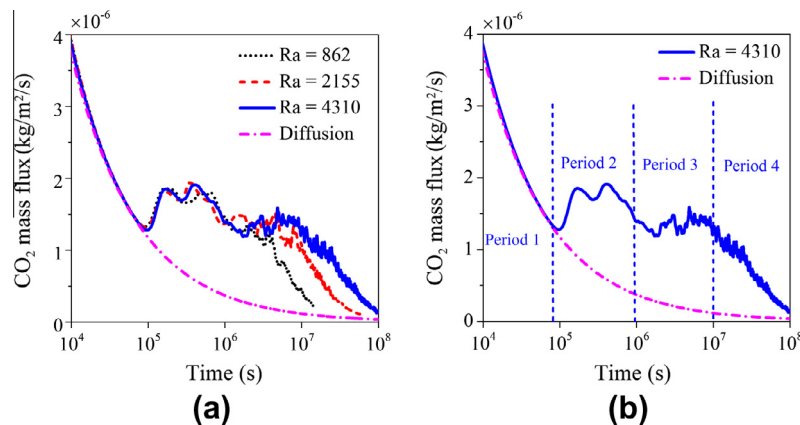 ×10⁻⁶
4
3
2
1
0
CO₂ mass flux (kg/m²/s)
Ra = 862
Ra = 2155
Ra = 4310
Diffusion
10⁴ 10⁵ 10⁶ 10⁷ 10⁸
Time (s)
(a)
×10⁻⁶
4
3
2
1
0
CO₂ mass flux (kg/m²/s)
Ra = 4310
Diffusion
Period 1
Period 2
Period 3
Period 4
10⁴ 10⁵ 10⁶ 10⁷ 10⁸
Time (s)
(b)